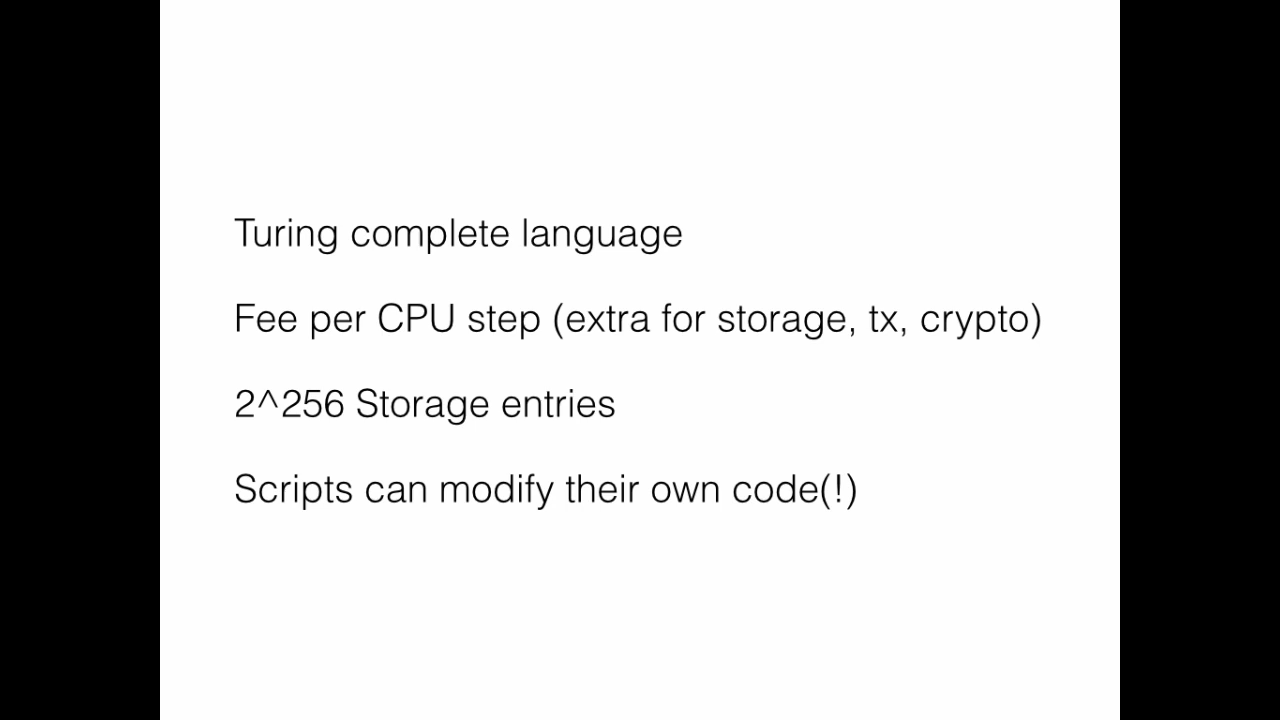 Turing complete language
Fee per CPU step (extra for storage, tx, crypto)
2^256 Storage entries
Scripts can modify their own code(!)